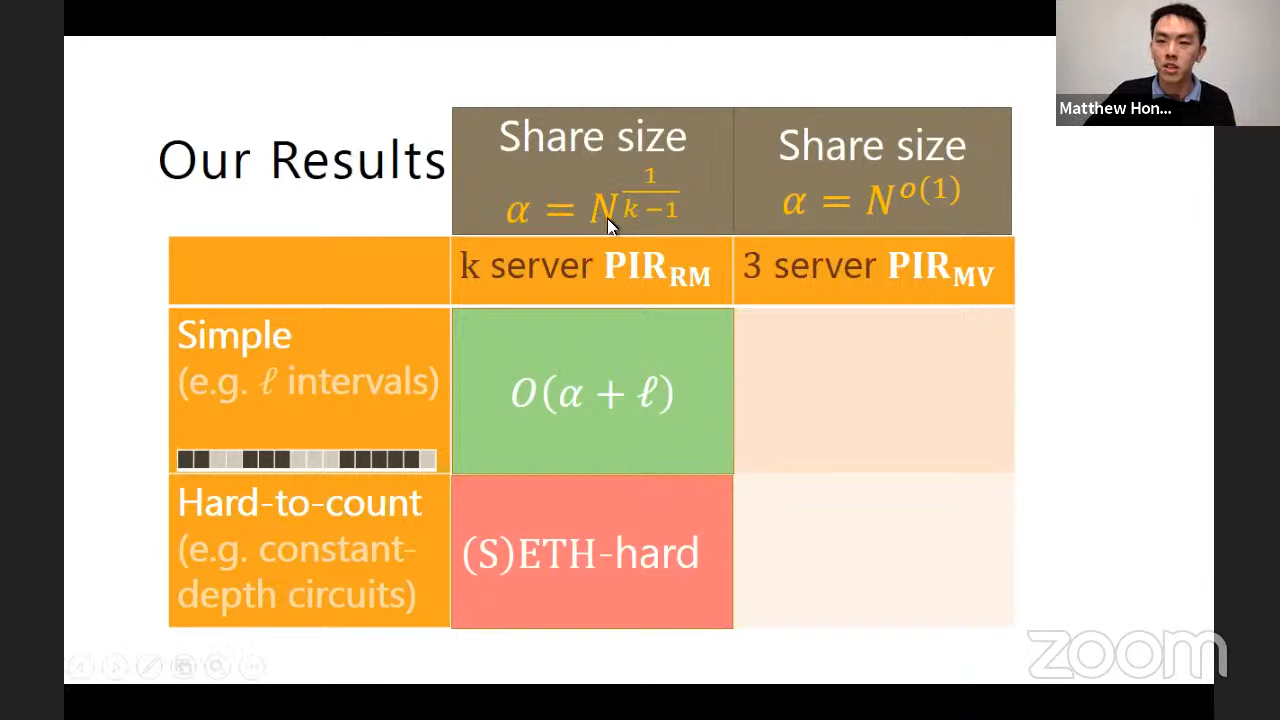 Our Results
Share size
α = N^{1/(k−1)}
Share size
α = N^{o(1)}
k server PIR_RM
3 server PIR_MV
Simple
(e.g. ℓ intervals)
O(α + ℓ)
Hard-to-count
(e.g. constant-
depth circuits)
(S)ETH-hard
Matthew Hon...
zoom